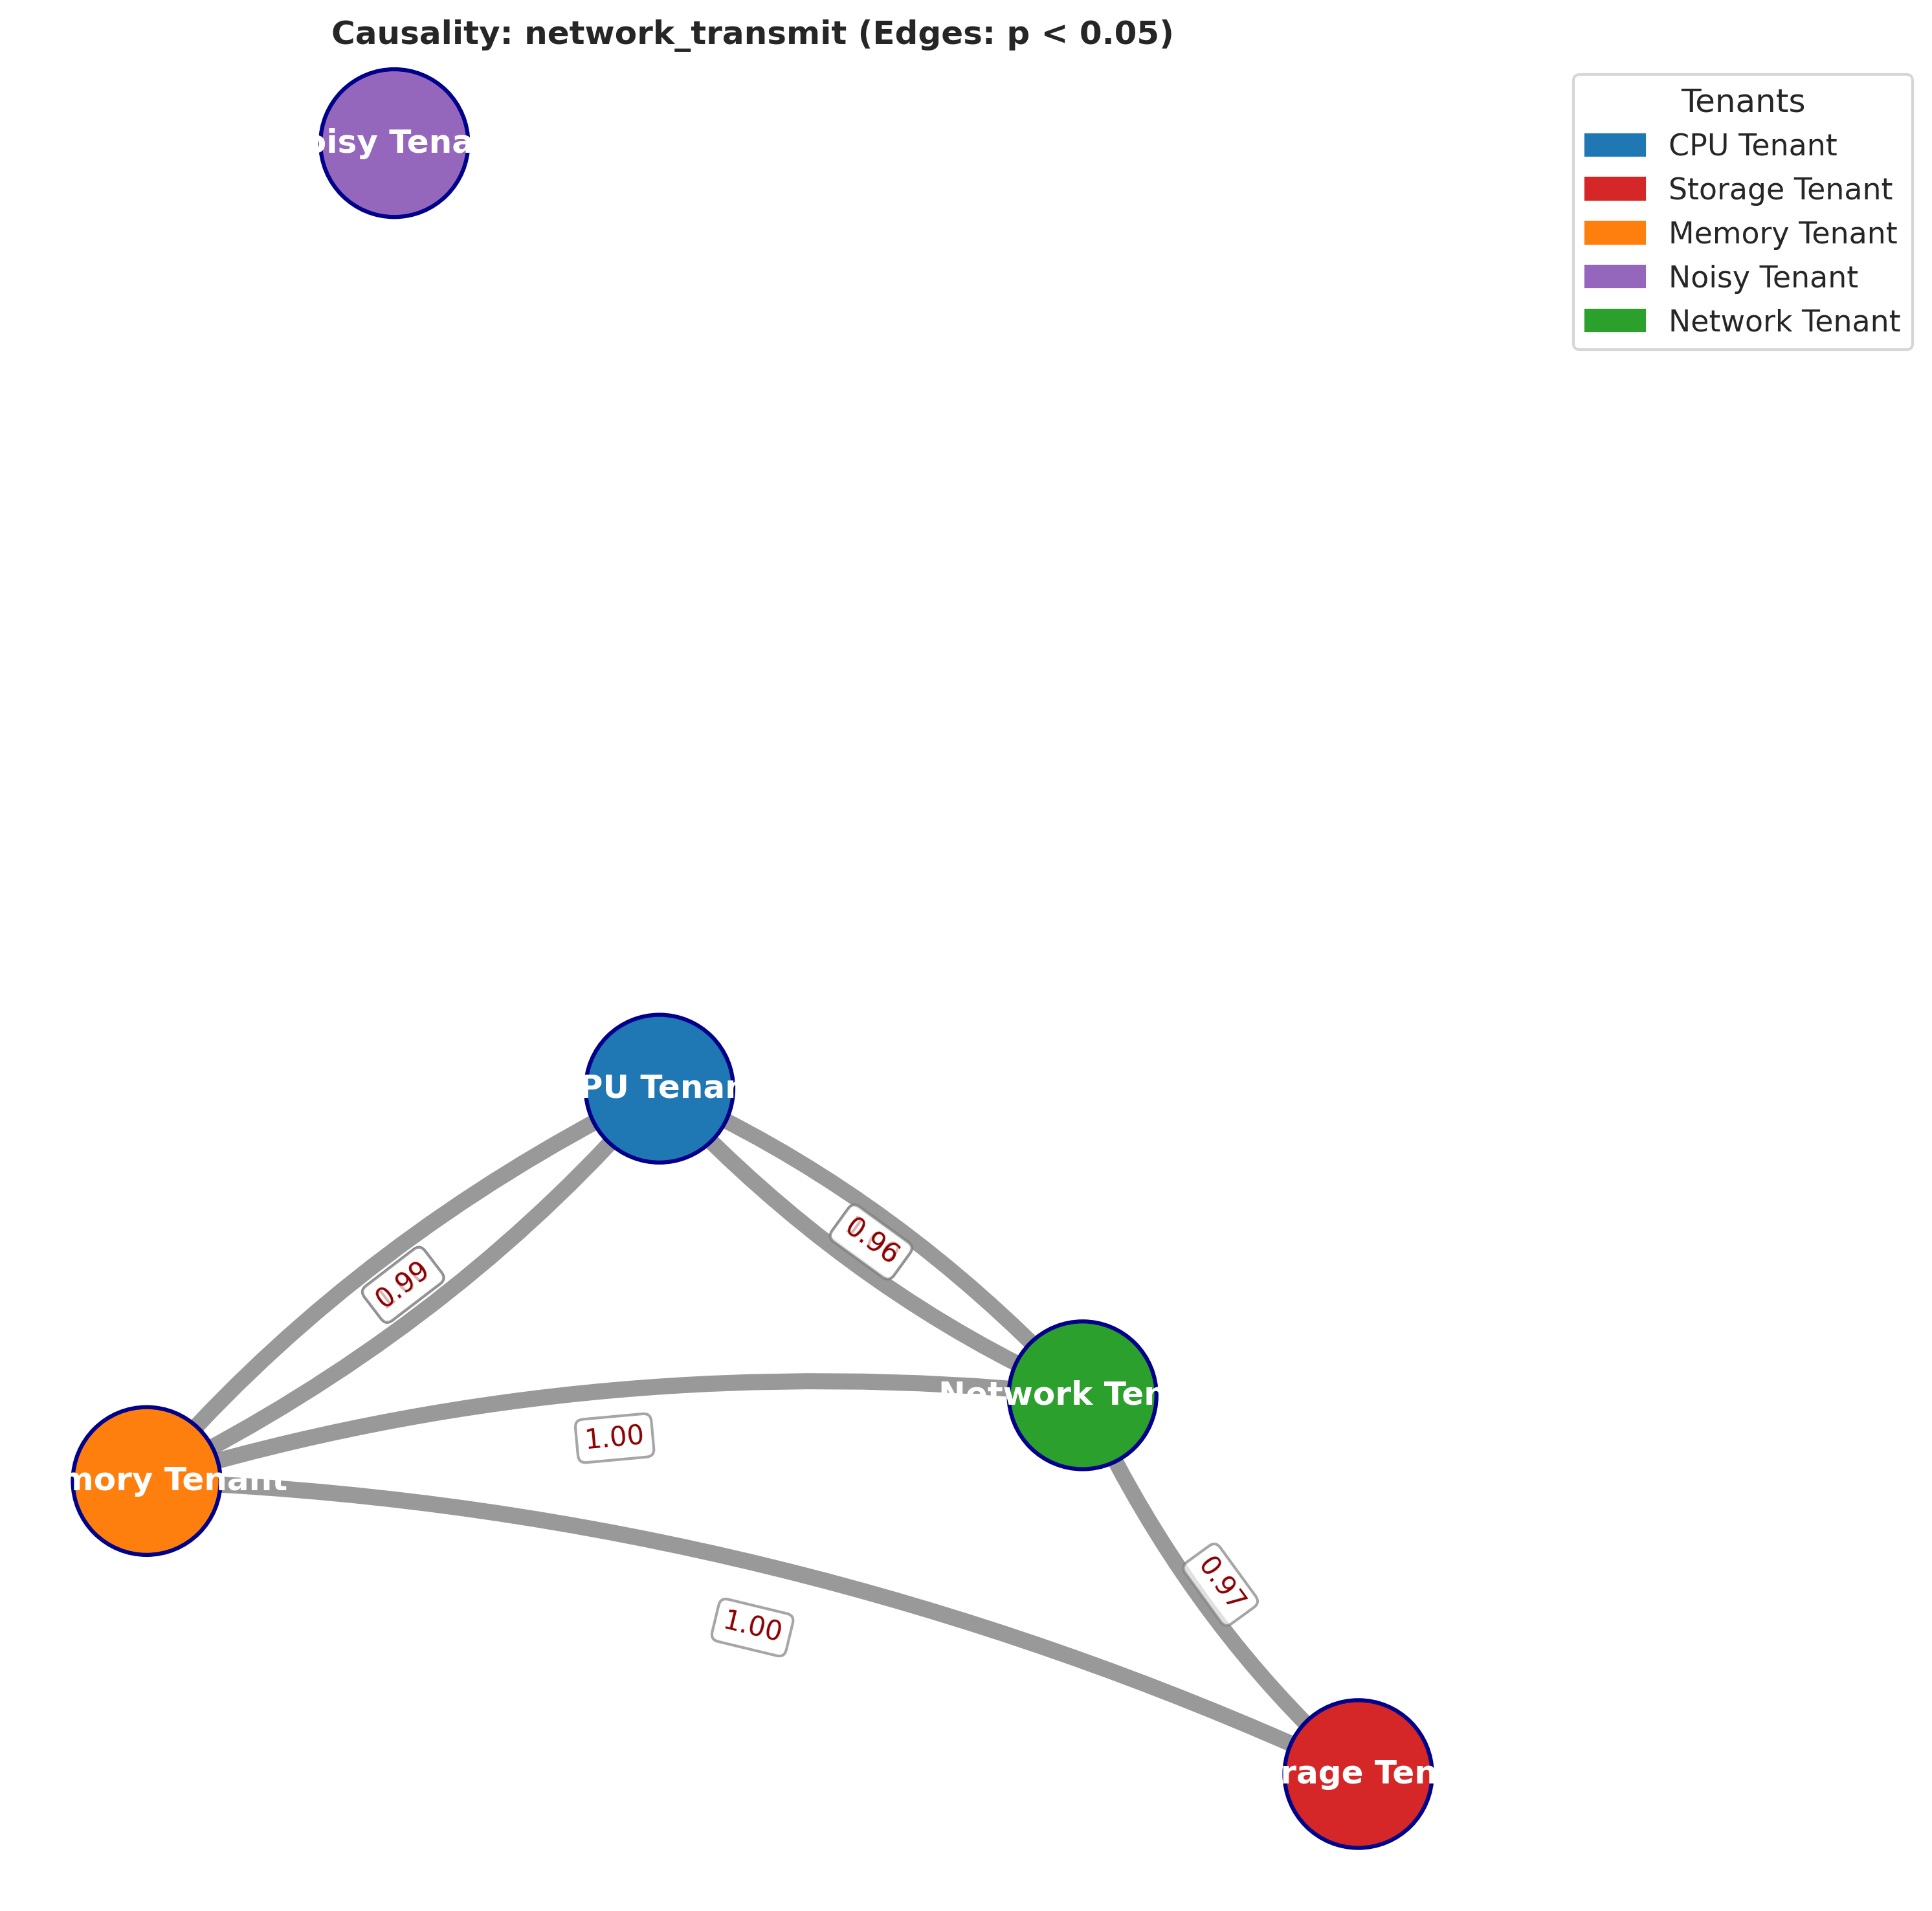 Causality: network_transmit (Edges: p < 0.05)
oisy Tena
Tenants
CPU Tenant
Storage Tenant
Memory Tenant
Noisy Tenant
Network Tenant
PU Tenan
0.96
0.99
Network Ten
1.00
mory Tenant
0.97
1.00
rage Ten